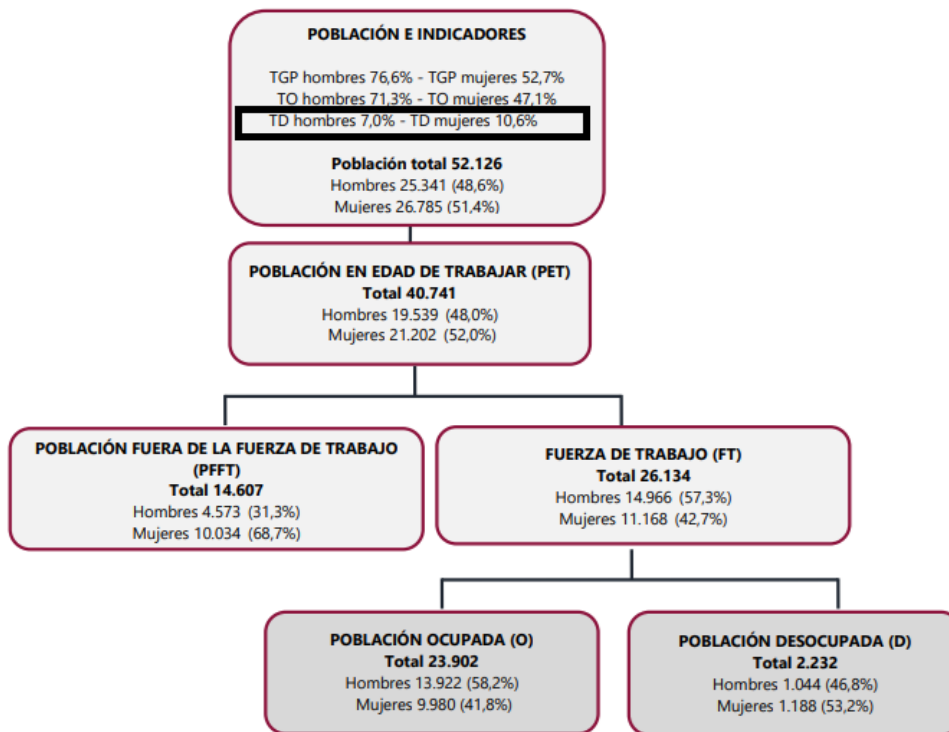 POBLACIÓN E INDICADORES
TGP hombres 76,6% - TGP mujeres 52,7%
TO hombres 71,3% - TO mujeres 47,1%
TD hombres 7,0% - TD mujeres 10,6%
Población total 52.126
Hombres 25.341 (48,6%)
Mujeres 26.785 (51,4%)
POBLACIÓN EN EDAD DE TRABAJAR (PET)
Total 40.741
Hombres 19.539 (48,0%)
Mujeres 21.202 (52,0%)
POBLACIÓN FUERA DE LA FUERZA DE TRABAJO
(PFFT)
Total 14.607
Hombres 4.573 (31,3%)
Mujeres 10.034 (68,7%)
FUERZA DE TRABAJO (FT)
Total 26.134
Hombres 14.966 (57,3%)
Mujeres 11.168 (42,7%)
POBLACIÓN OCUPADA (O)
Total 23.902
Hombres 13.922 (58,2%)
Mujeres 9.980 (41,8%)
POBLACIÓN DESOCUPADA (D)
Total 2.232
Hombres 1.044 (46,8%)
Mujeres 1.188 (53,2%)